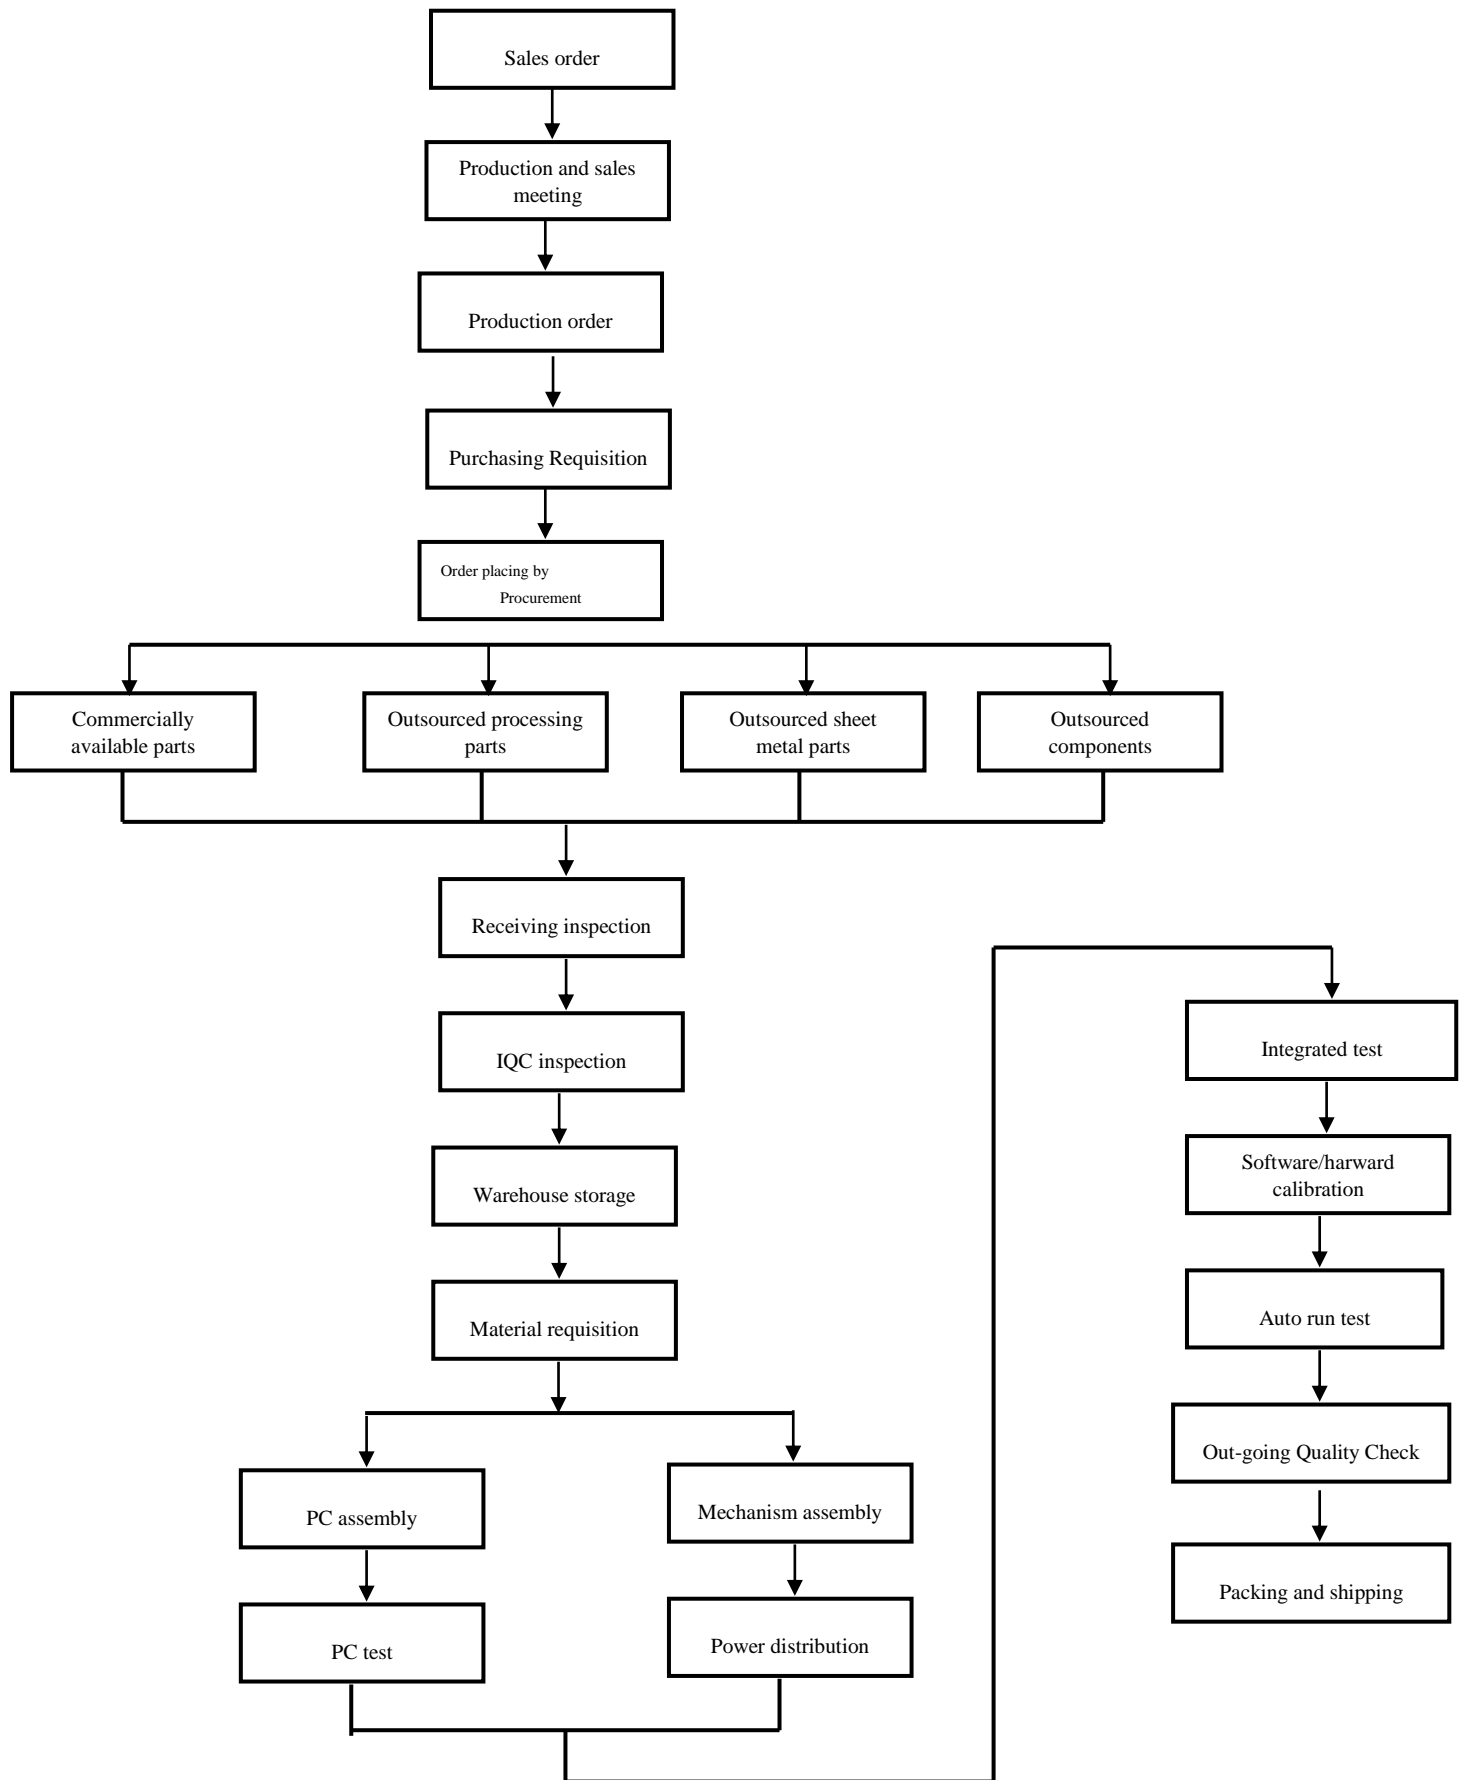 Sales order
Production and sales
meeting
Production order
Purchasing Requisition
Order placing by
Procurement
Commercially
available parts
Outsourced processing
parts
Outsourced sheet
metal parts
Outsourced
components
Receiving inspection
IQC inspection
Warehouse storage
Material requisition
PC assembly
Mechanism assembly
PC test
Power distribution
Integrated test
Software/harward
calibration
Auto run test
Out-going Quality Check
Packing and shipping